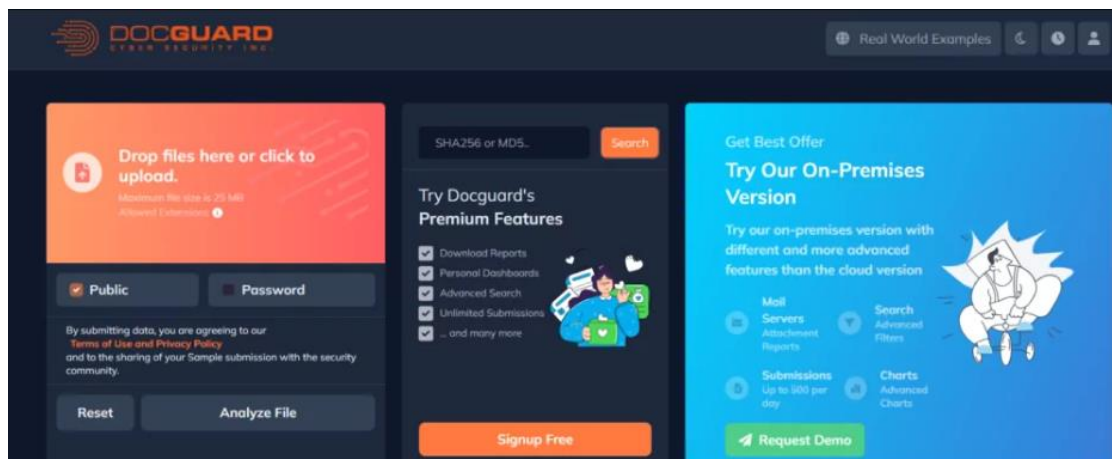 DOCGUARD
CYBER SECURITY INC.
Real World Examples
Drop files here or click to
upload.
Maximum file size is 25 MB
Allowed Extensions
Public
Password
By submitting data, you are agreeing to our
Terms of Use and Privacy Policy
and to the sharing of your Sample submission with the security
community.
Reset
Analyze File
SHA256 or MD5..
Search
Try Docguard's
Premium Features
Download Reports
Personal Dashboards
Advanced Search
Unlimited Submissions
... and many more
Signup Free
Get Best Offer
Try Our On-Premises
Version
Try our on-premises version with
different and more advanced
features than the cloud version
Mail
Servers
Attachment
Reports
Search
Advanced
Filters
Submissions
Up to 500 per
day
Charts
Advanced
Charts
Request Demo